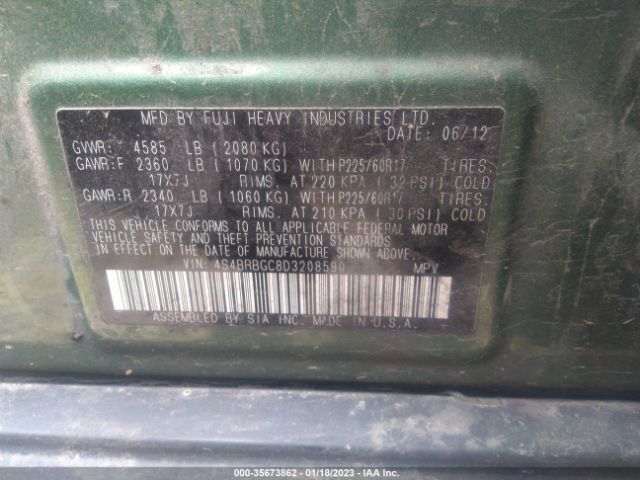 MFD BY FUJI HEAVY INDUSTRIES LTD.
DATE: 06/12
GVWR: 4585 LB (2080 KG)
GAWR:F 2360 LB (1070 KG) WITH P225/60R17 TIRES.
17X7J RIMS. AT 220 KPA (32 PSI) COLD
GAWR:R 2340 LB (1060 KG) WITH P225/60R17 TIRES.
17X7J RIMS. AT 210 KPA (30 PSI) COLD
THIS VEHICLE CONFORMS TO ALL APPLICABLE FEDERAL MOTOR
VEHICLE SAFETY AND THEFT PREVENTION STANDARDS
IN EFFECT ON THE DATE OF MANUFACTURE SHOWN ABOVE.
VIN: 4S4BRBGC8D3208590 MPV
ASSEMBLED BY SIA INC. MADE IN U.S.A.
000-35673862 — 01/18/2023 — IAA Inc.